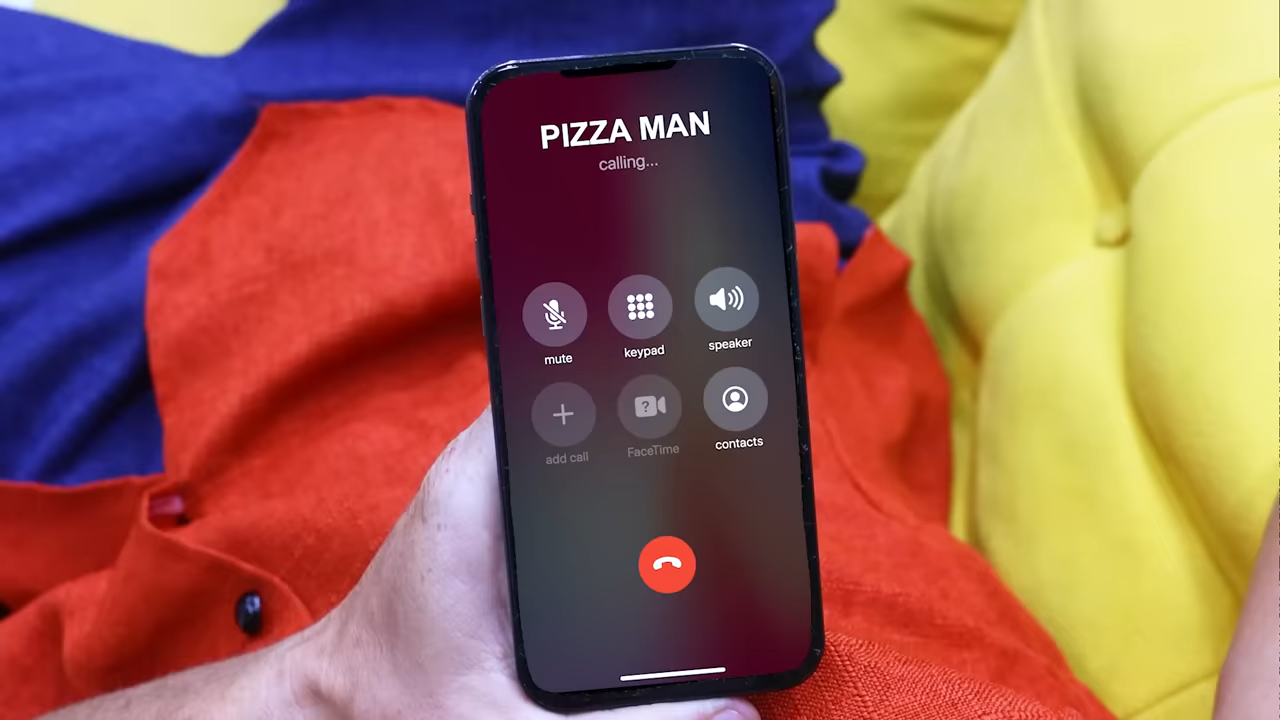 PIZZA MAN
calling...
mute
keypad
speaker
add call
FaceTime
contacts